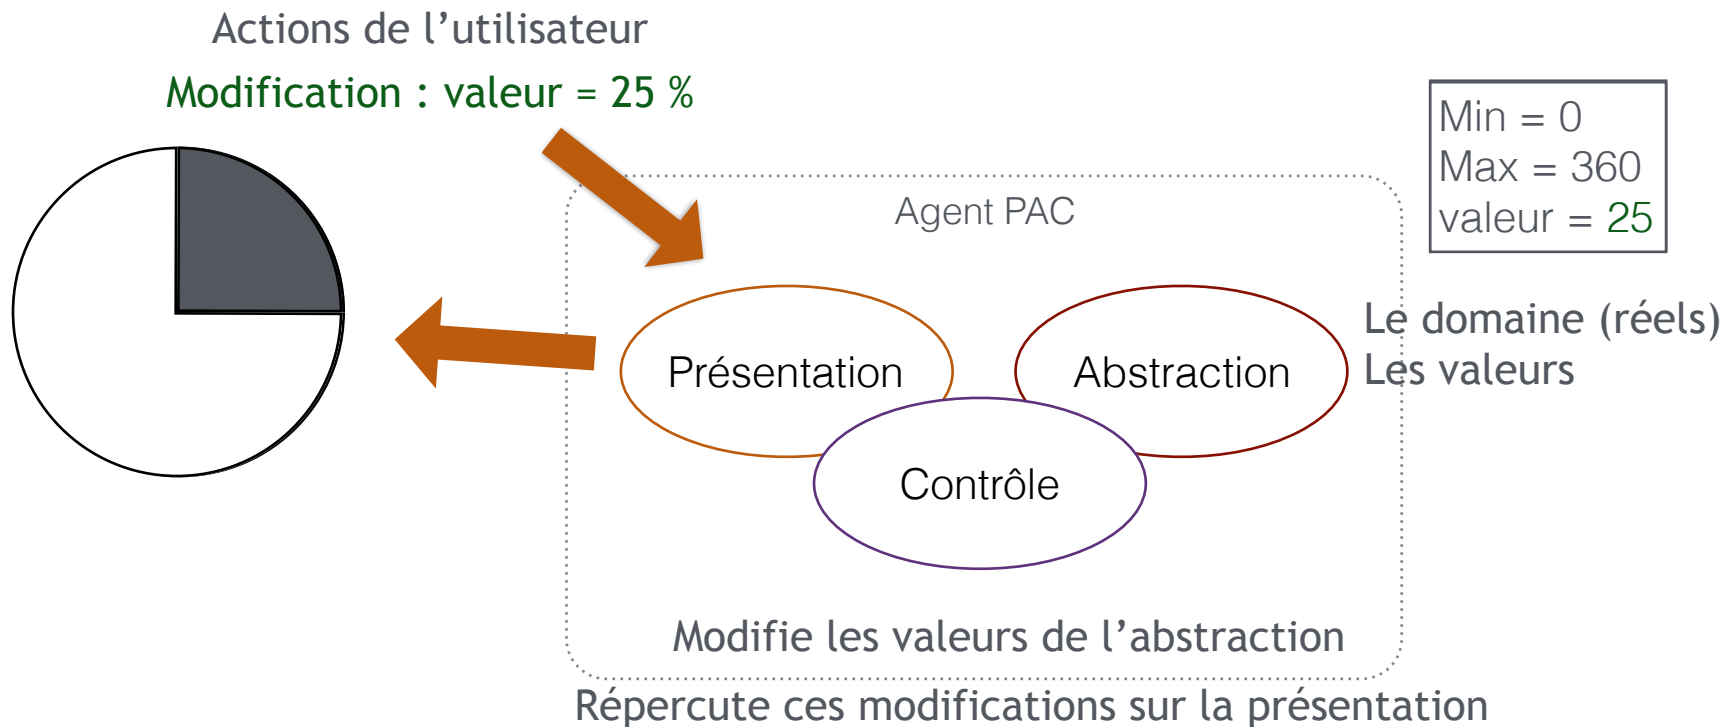 Actions de l’utilisateur
Modification : valeur = 25 %
Min = 0
Max = 360
valeur = 25
Agent PAC
Le domaine (réels)
Les valeurs
Présentation
Abstraction
Contrôle
Modifie les valeurs de l’abstraction
Répercute ces modifications sur la présentation